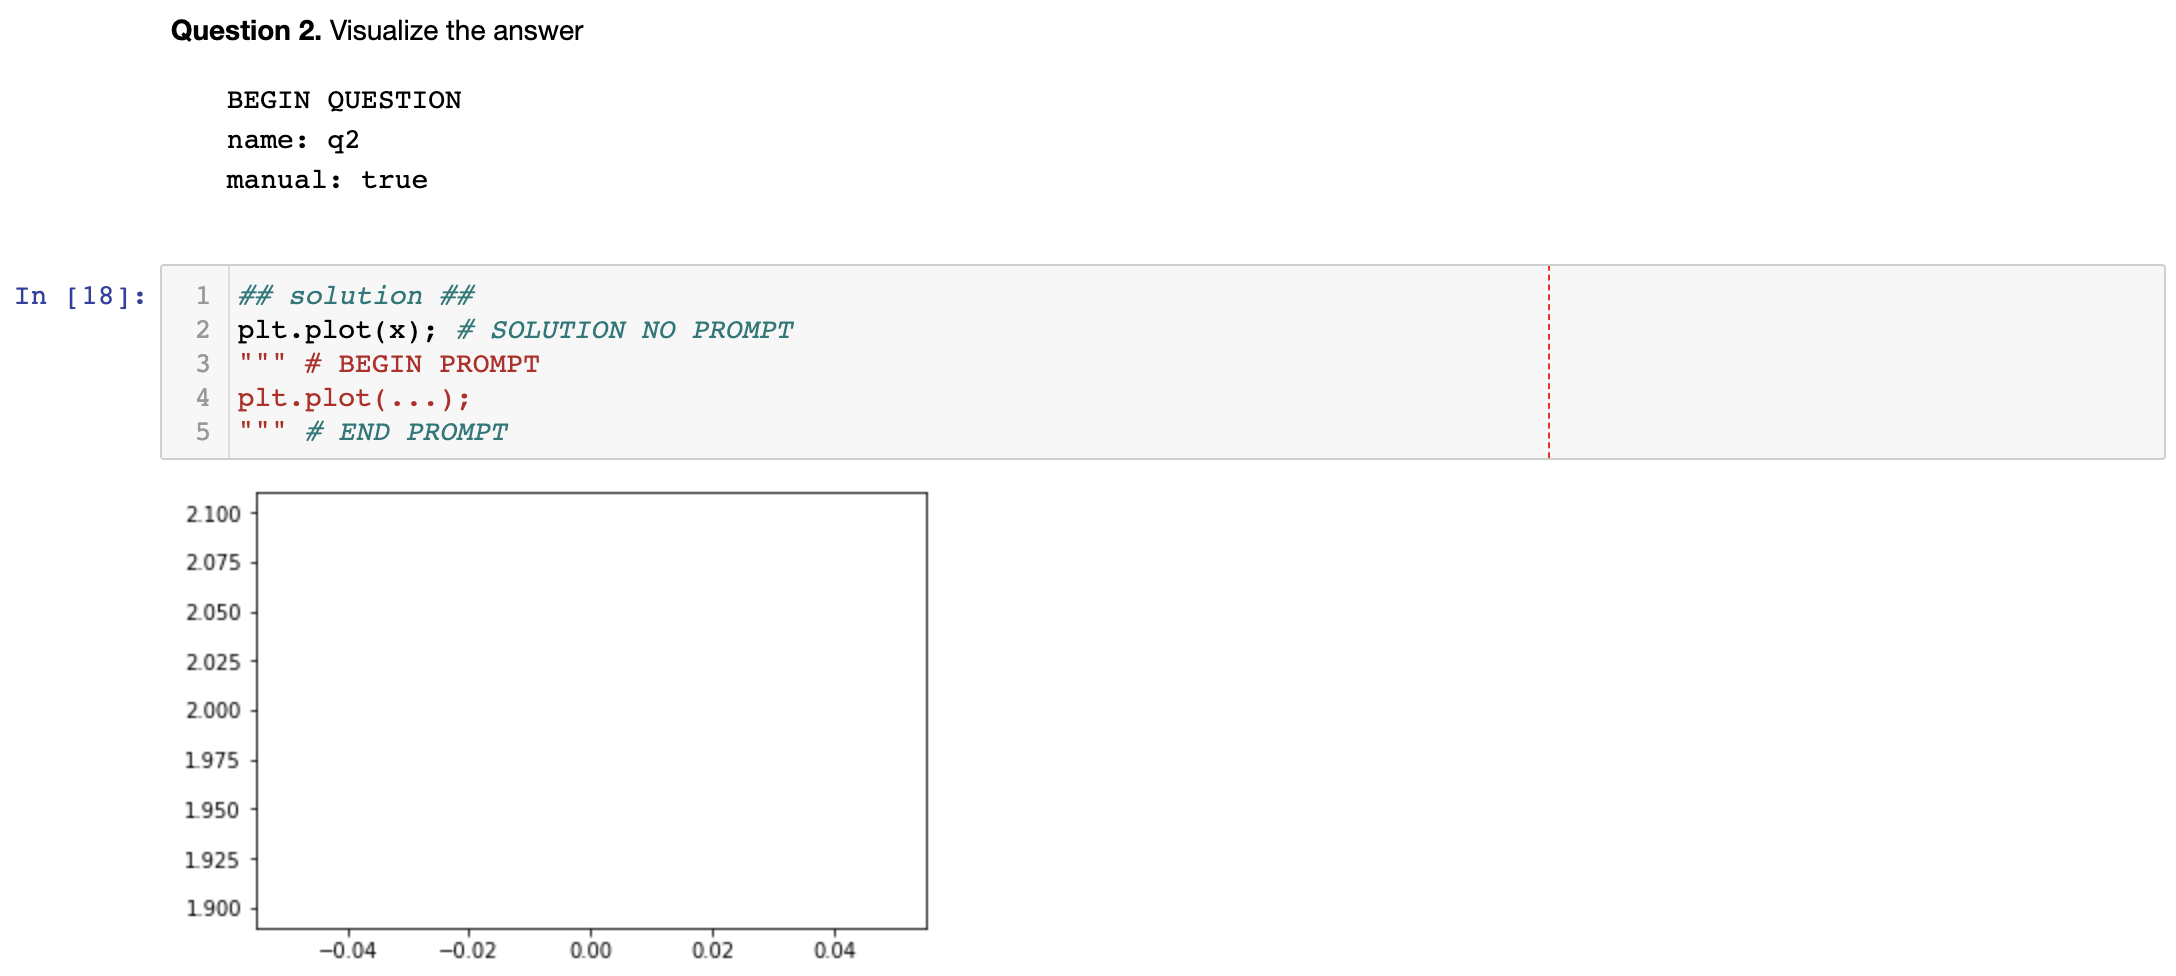 Question 2. Visualize the answer
BEGIN QUESTION
name: q2
manual: true
In [18]:
1 ## solution ##
2 plt.plot(x); # SOLUTION NO PROMPT
3 """ # BEGIN PROMPT
4 plt.plot(...);
5 """ # END PROMPT
2.100
2.075
2.050
2.025
2.000
1.975
1.950
1.925
1.900
−0.04 −0.02 0.00 0.02 0.04